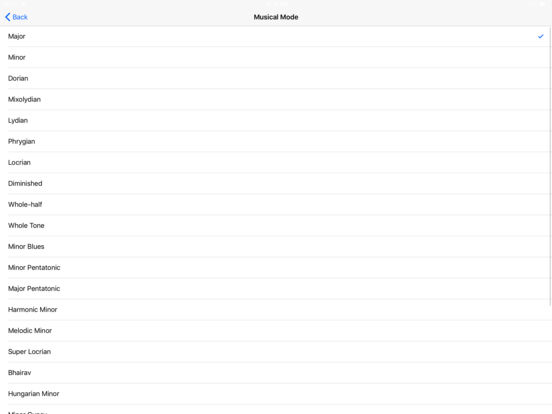 Back
Musical Mode
Major
Minor
Dorian
Mixolydian
Lydian
Phrygian
Locrian
Diminished
Whole-half
Whole Tone
Minor Blues
Minor Pentatonic
Major Pentatonic
Harmonic Minor
Melodic Minor
Super Locrian
Bhairav
Hungarian Minor